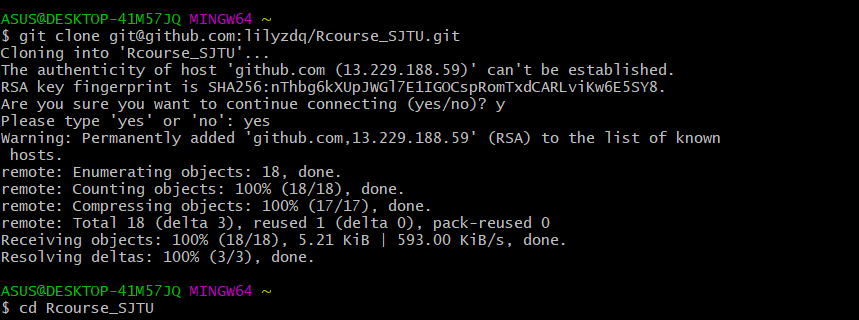 ASUS@DESKTOP-41M57JQ MINGW64 ~
$ git clone git@github.com:lilyzdq/Rcourse_SJTU.git
Cloning into 'Rcourse_SJTU'...
The authenticity of host 'github.com (13.229.188.59)' can't be established.
RSA key fingerprint is SHA256:nThbg6kXUpJWGl7E1IGOCspRomTxdCARLviKw6E5SY8.
Are you sure you want to continue connecting (yes/no)? y
Please type 'yes' or 'no': yes
Warning: Permanently added 'github.com,13.229.188.59' (RSA) to the list of known
 hosts.
remote: Enumerating objects: 18, done.
remote: Counting objects: 100% (18/18), done.
remote: Compressing objects: 100% (17/17), done.
remote: Total 18 (delta 3), reused 1 (delta 0), pack-reused 0
Receiving objects: 100% (18/18), 5.21 KiB | 593.00 KiB/s, done.
Resolving deltas: 100% (3/3), done.
ASUS@DESKTOP-41M57JQ MINGW64 ~
$ cd Rcourse_SJTU